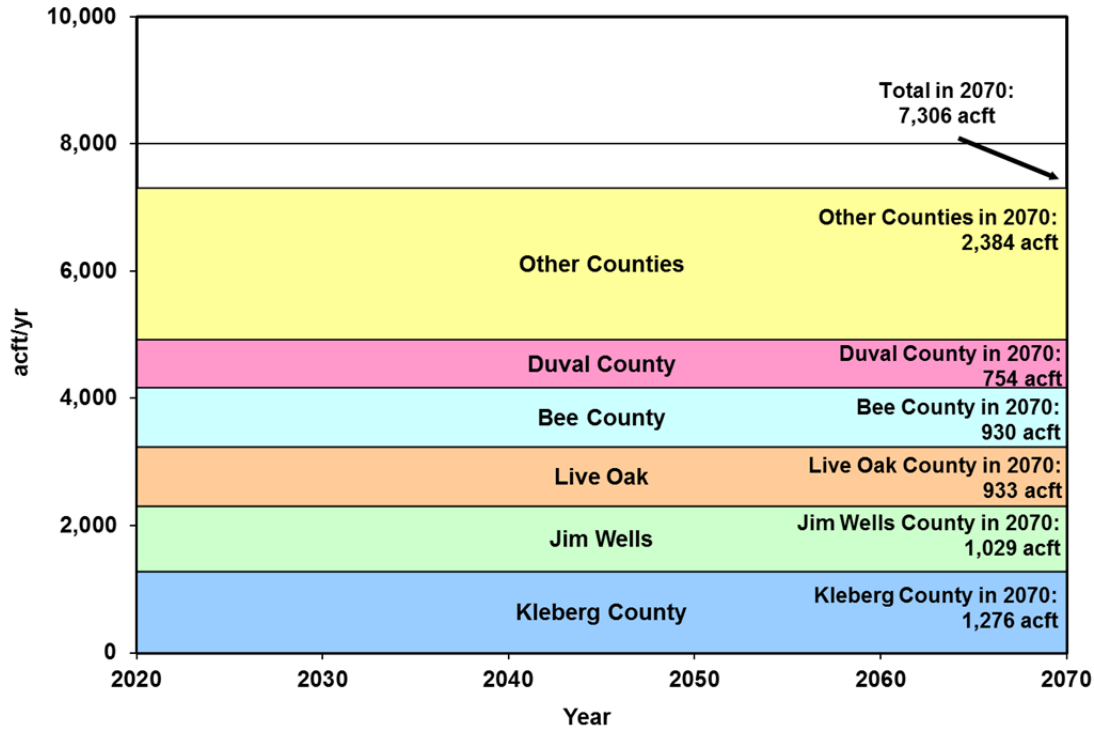 10,000
Total in 2070:
7,306 acft
8,000
Other Counties in 2070:
2,384 acft
Other Counties
6,000
acft/yr
Duval County in 2070:
754 acft
Duval County
4,000
Bee County in 2070:
930 acft
Bee County
Live Oak County in 2070:
933 acft
Live Oak
2,000
Jim Wells County in 2070:
1,029 acft
Jim Wells
Kleberg County in 2070:
1,276 acft
Kleberg County
0
2020 2030 2040 2050 2060 2070
Year